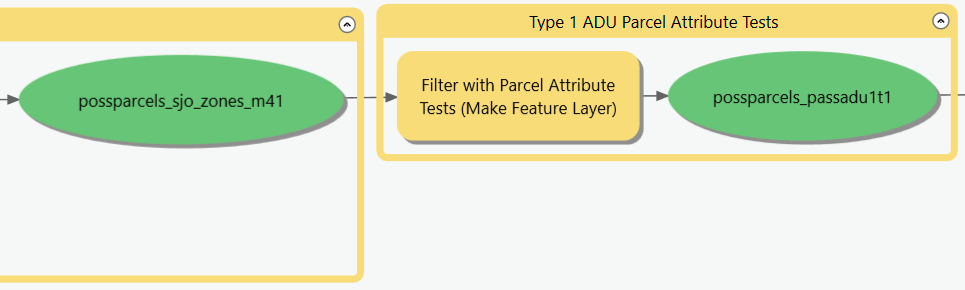 Type 1 ADU Parcel Attribute Tests
possparcels_sjo_zones_m41
Filter with Parcel Attribute
Tests (Make Feature Layer)
possparcels_passadu1t1